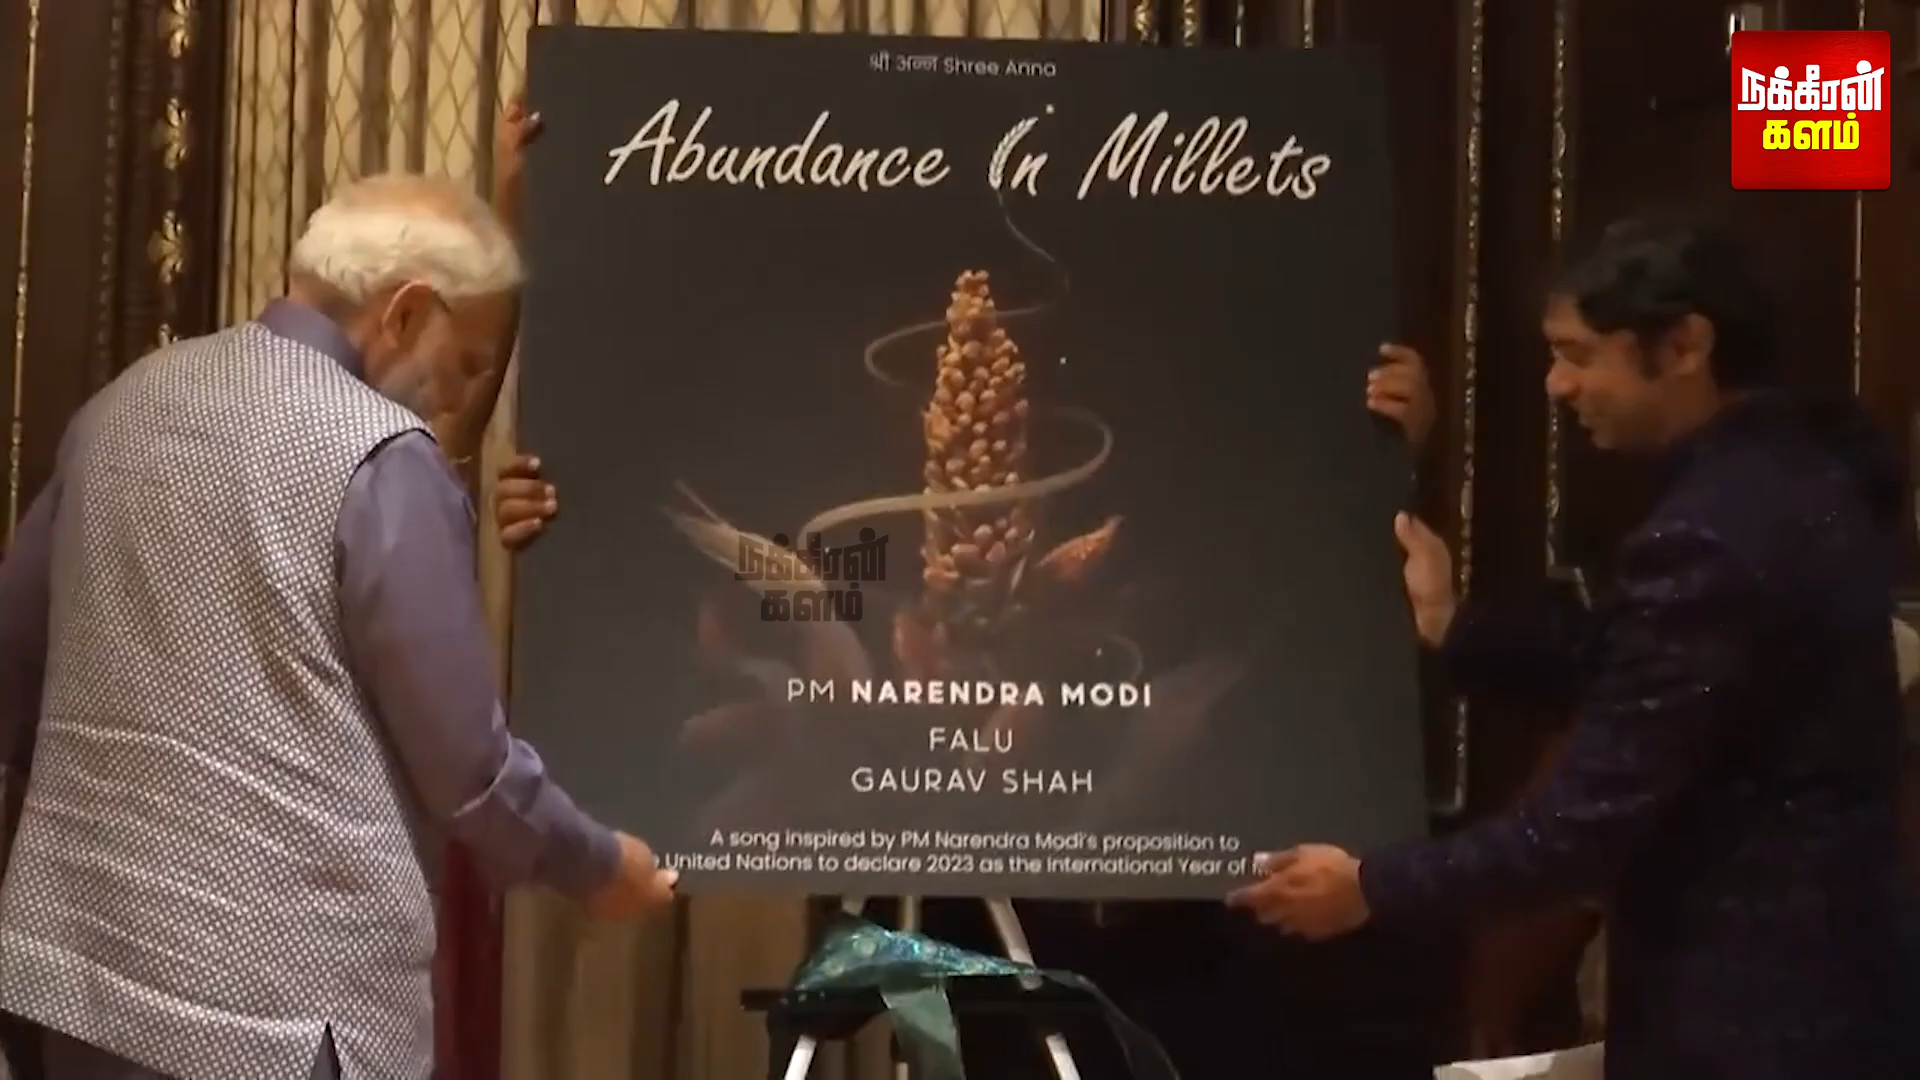 श्री अन्न Shree Anna
Abundance In Millets
நக்கீரன்
களம்
நக்கீரன்
களம்
PM NARENDRA MODI
FALU
GAURAV SHAH
A song inspired by PM Narendra Modi's proposition to
United Nations to declare 2023 as the International Year of